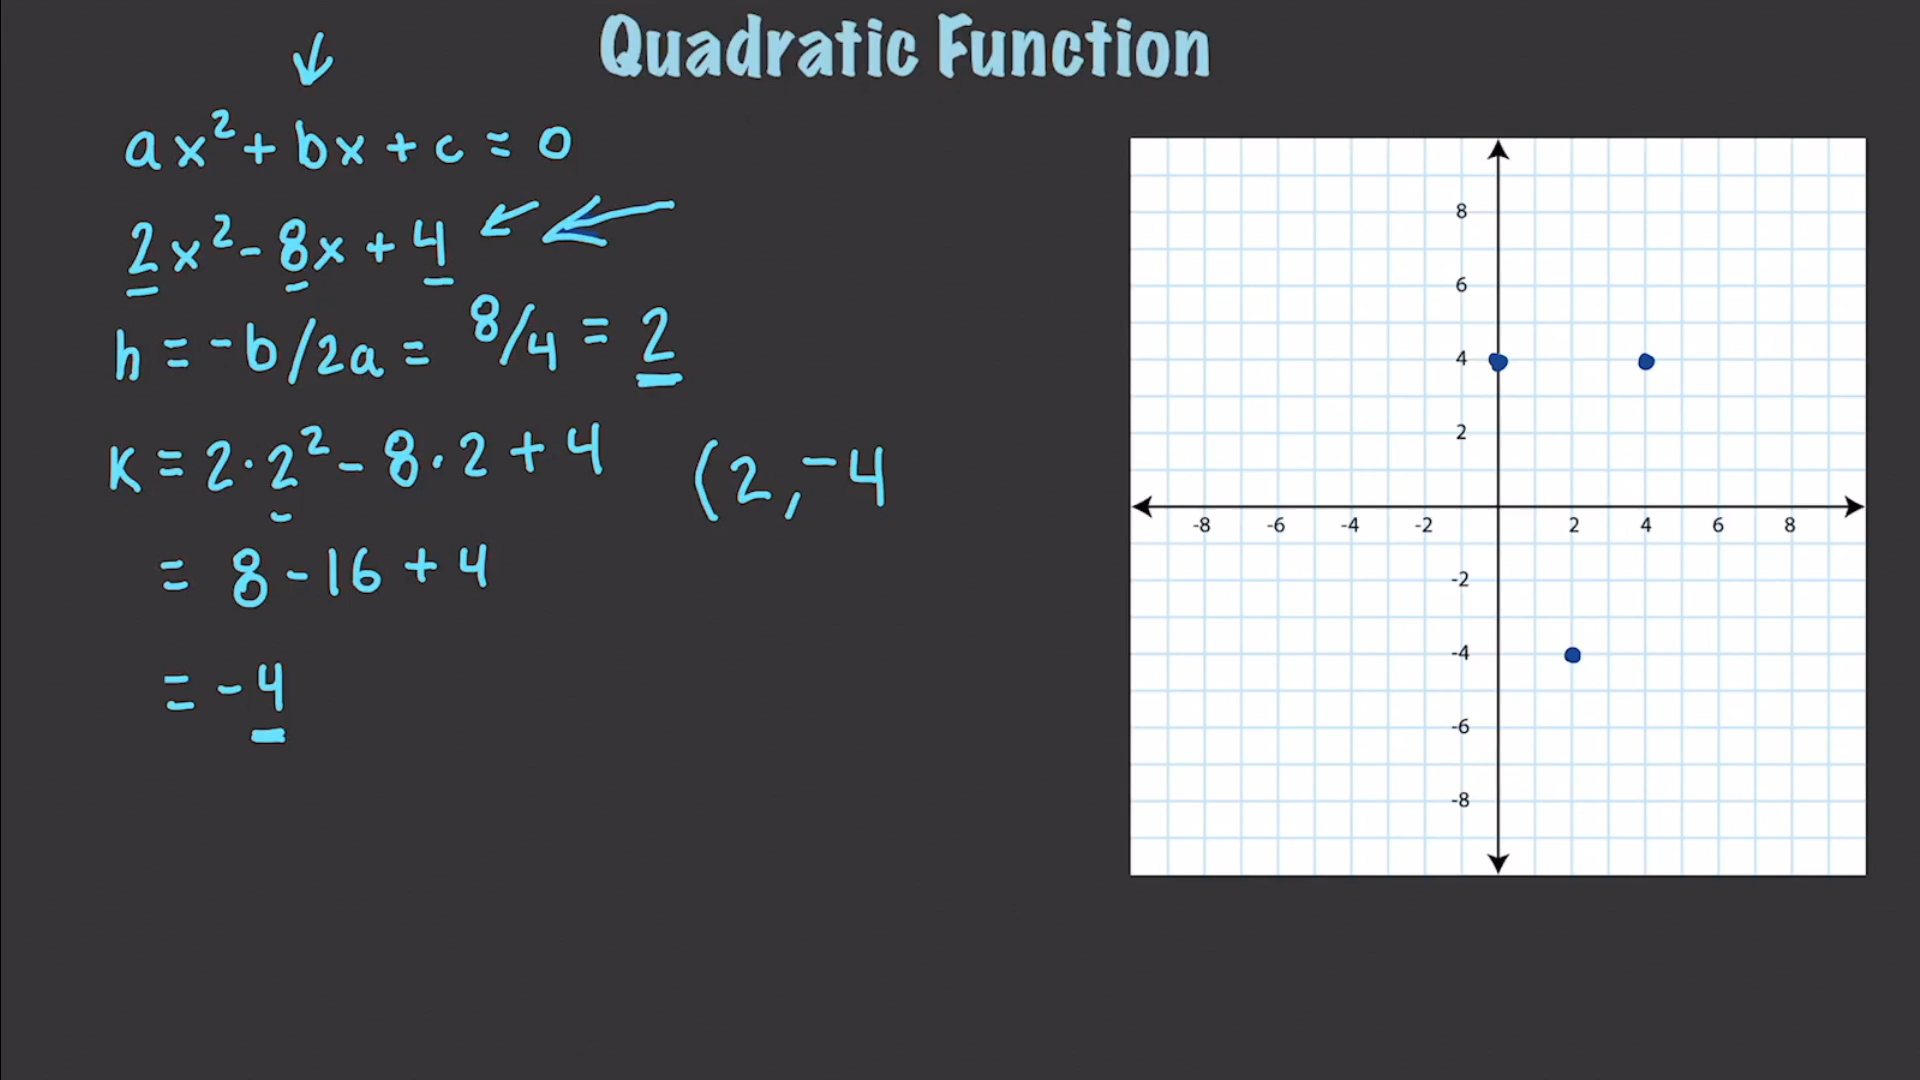 Quadratic Function
ax²+bx+c=0
2x²-8x+4
h=-b/2a=8/4=2
K=2·2²-8·2+4
(2,-4
=8-16+4
=-4
8
6
4
2
-8 -6 -4 -2 2 4 6 8
-2
-4
-6
-8